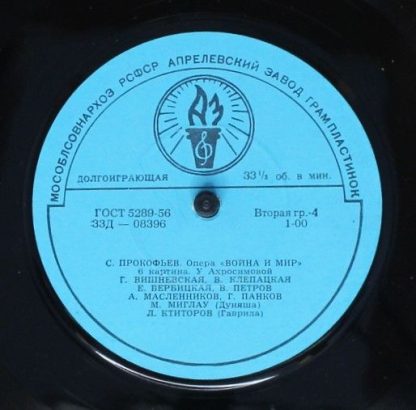 МОСОБЛСОВНАРХОЗ РСФСР АПРЕЛЕВСКИЙ ЗАВОД ГРАМПЛАСТИНОК
АЗ
ДОЛГОИГРАЮЩАЯ 33⅓ об. в мин.
ГОСТ 5289-56 Вторая гр.-4
33Д — 08396 1-00
С. ПРОКОФЬЕВ. Опера «ВОЙНА И МИР»
6 картина. У Ахросимовой
Г. ВИШНЕВСКАЯ, В. КЛЕПАЦКАЯ
Е. ВЕРБИЦКАЯ, В. ПЕТРОВ
А. МАСЛЕННИКОВ, Г. ПАНКОВ
М. МИГЛАУ (Дуняша)
Л. КТИТОРОВ (Гаврила)